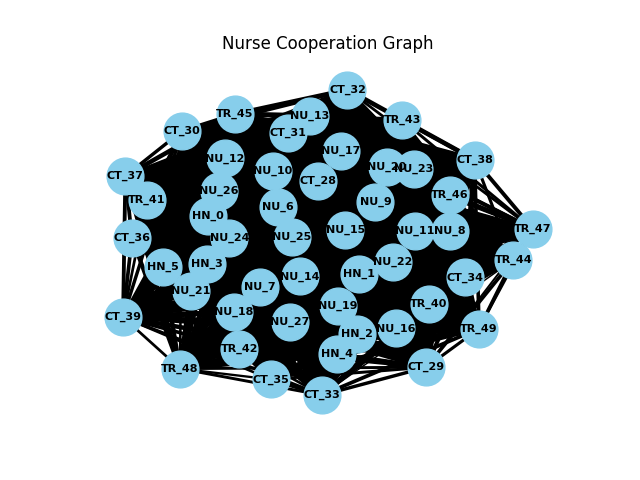 Nurse Cooperation Graph
CT_32
TR_45
NU_13
TR_43
CT_30
CT_31
NU_17
NU_12
CT_38
NU_20
NU_23
NU_10
CT_37
CT_28
NU_26
TR_46
TR_41
NU_9
NU_6
HN_0
TR_47
NU_15
NU_11
NU_8
CT_36
NU_24
NU_25
TR_44
NU_22
HN_3
HN_5
HN_1
NU_14
CT_34
NU_7
NU_21
TR_40
NU_19
NU_18
CT_39
NU_27
NU_16
TR_49
HN_2
TR_42
HN_4
CT_29
TR_48
CT_35
CT_33